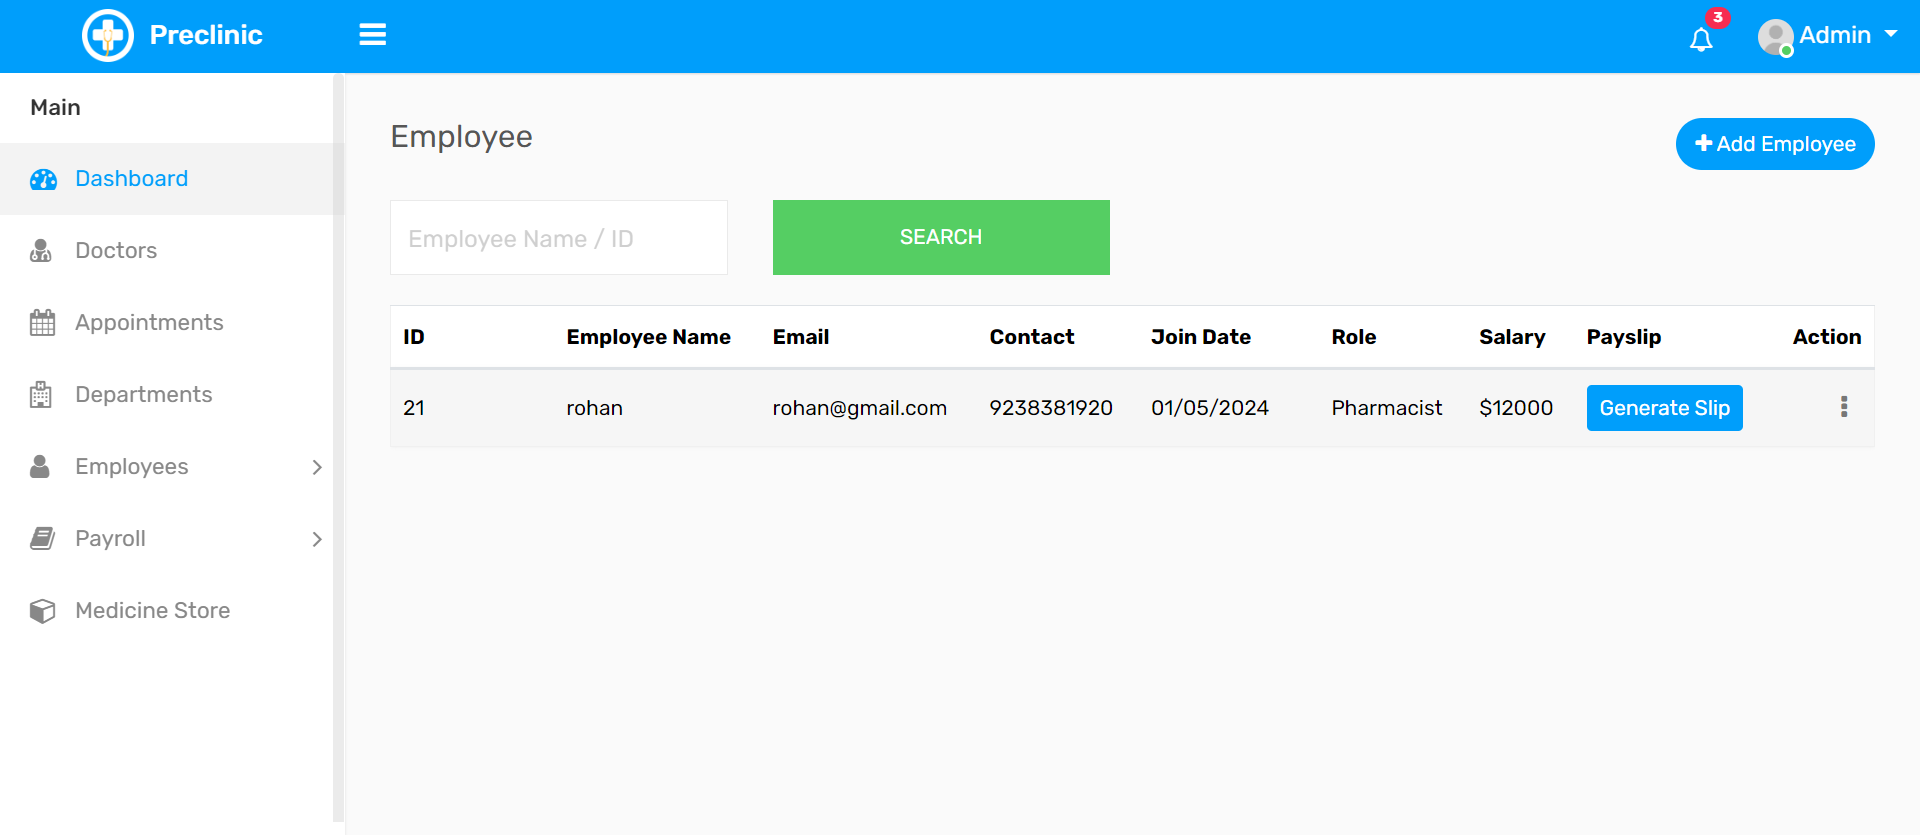 Preclinic
3
Admin
Main
Dashboard
Doctors
Appointments
Departments
Employees
Payroll
Medicine Store
Employee
Add Employee
Employee Name / ID
SEARCH
ID Employee Name Email Contact Join Date Role Salary Payslip Action
21 rohan rohan@gmail.com 9238381920 01/05/2024 Pharmacist $12000 Generate Slip